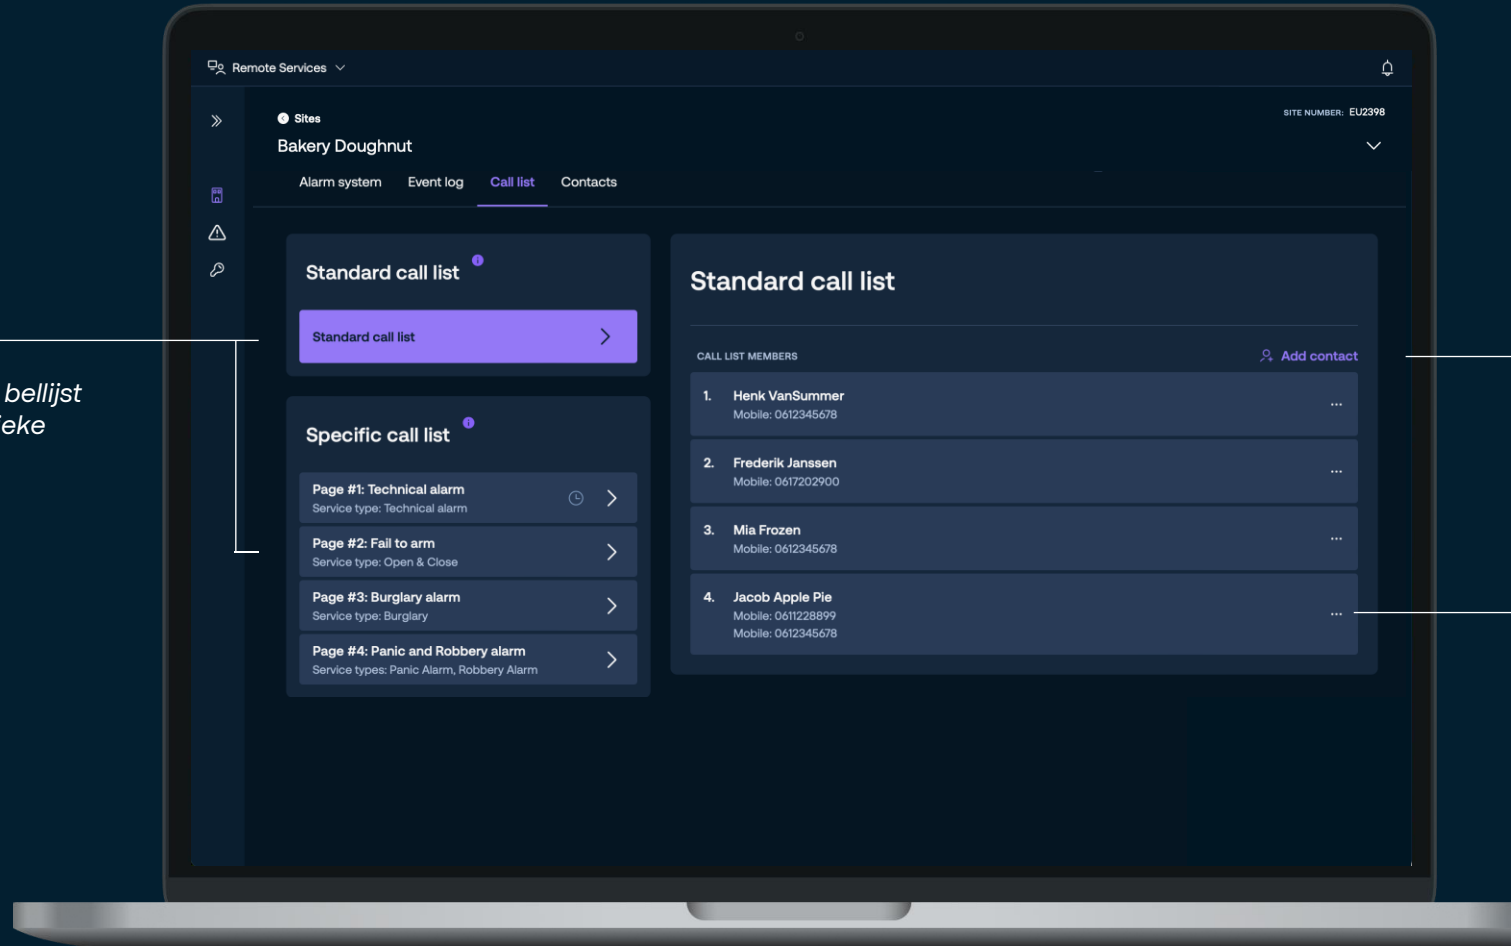 Remote Services
Sites
SITE NUMBER: EU2398
Bakery Doughnut
Alarm system Event log Call list Contacts
bellijst
Standard call list
Standard call list
Specific call list
Page #1: Technical alarm
Service type: Technical alarm
Page #2: Fail to arm
Service type: Open & Close
Page #3: Burglary alarm
Service type: Burglary
Page #4: Panic and Robbery alarm
Service types: Panic Alarm, Robbery Alarm
Standard call list
CALL LIST MEMBERS
Add contact
1. Henk VanSummer
Mobile: 0612345678
2. Frederik Janssen
Mobile: 0617202900
3. Mia Frozen
Mobile: 0612345678
4. Jacob Apple Pie
Mobile: 0611228899
Mobile: 0612345678